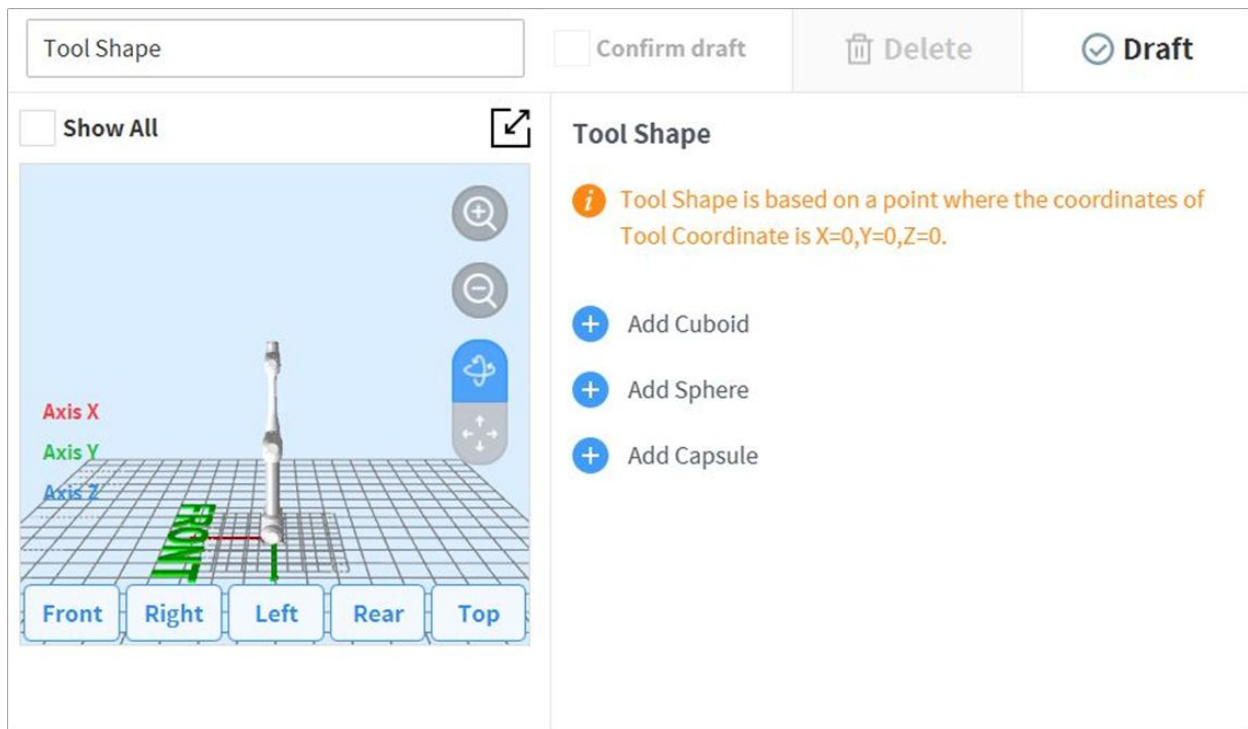 Tool Shape
Confirm draft
Delete
Draft
Show All
Axis X
Axis Y
Axis Z
FRONT
Front
Right
Left
Rear
Top
Tool Shape
Tool Shape is based on a point where the coordinates of
Tool Coordinate is X=0,Y=0,Z=0.
Add Cuboid
Add Sphere
Add Capsule